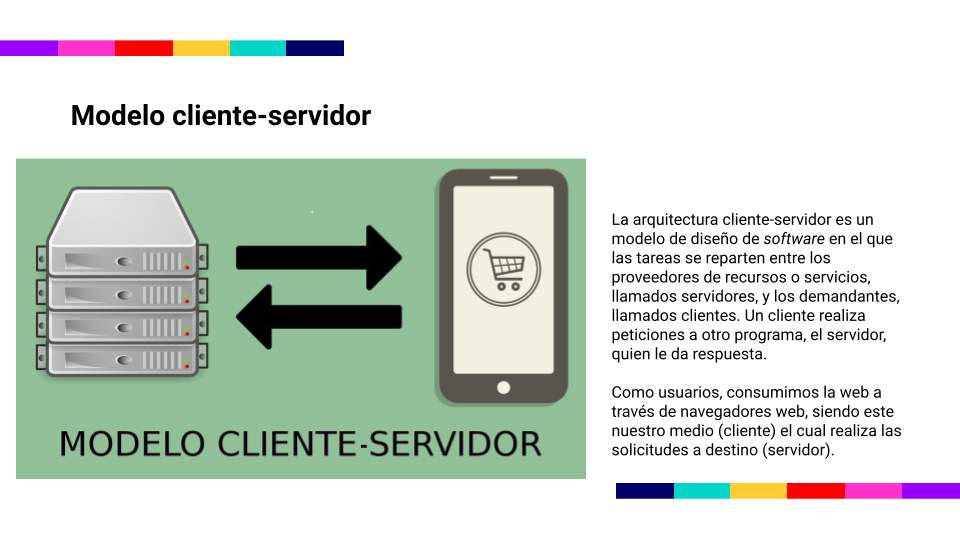 Modelo cliente-servidor
MODELO CLIENTE-SERVIDOR
La arquitectura cliente-servidor es un
modelo de diseño de software en el que
las tareas se reparten entre los
proveedores de recursos o servicios,
llamados servidores, y los demandantes,
llamados clientes. Un cliente realiza
peticiones a otro programa, el servidor,
quien le da respuesta.
Como usuarios, consumimos la web a
través de navegadores web, siendo este
nuestro medio (cliente) el cual realiza las
solicitudes a destino (servidor).